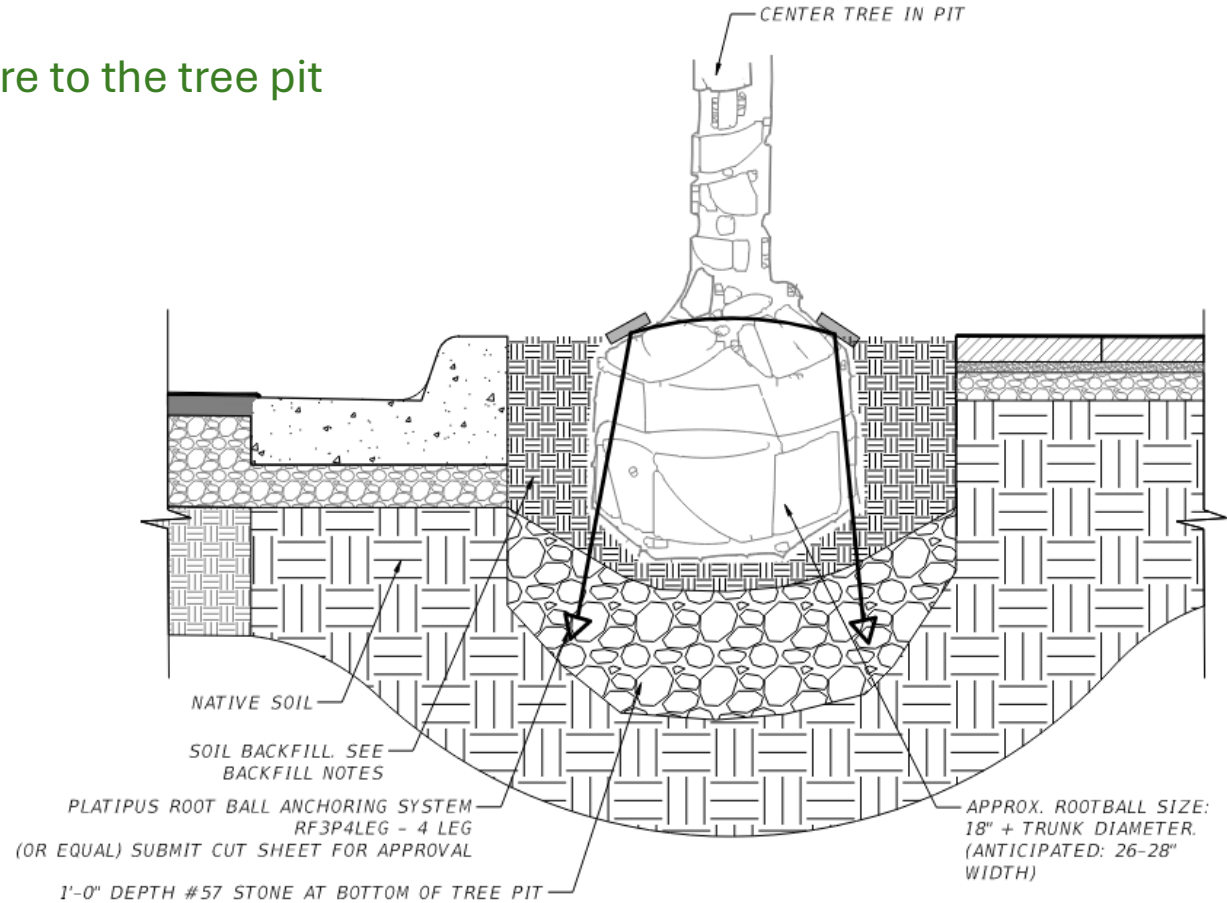 CENTER TREE IN PIT
re to the tree pit
NATIVE SOIL
SOIL BACKFILL. SEE
BACKFILL NOTES
PLATIPUS ROOT BALL ANCHORING SYSTEM
RF3P4LEG – 4 LEG
(OR EQUAL) SUBMIT CUT SHEET FOR APPROVAL
1'-0" DEPTH #57 STONE AT BOTTOM OF TREE PIT
APPROX. ROOTBALL SIZE:
18" + TRUNK DIAMETER.
(ANTICIPATED: 26–28"
WIDTH)